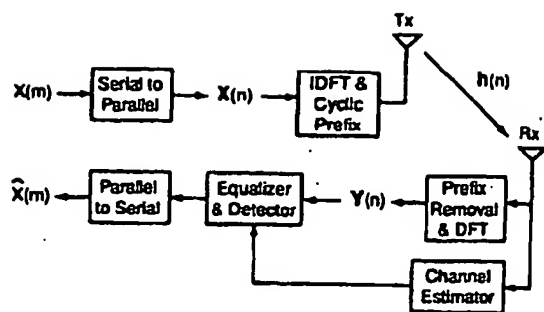 Tx
X(m)
Serial to
Parallel
X(n)
IDFT &
Cyclic
Prefix
h(n)
Rx
X̂(m)
Parallel
to Serial
Equalizer
& Detector
Y(n)
Prefix
Removal
& DFT
Channel
Estimator